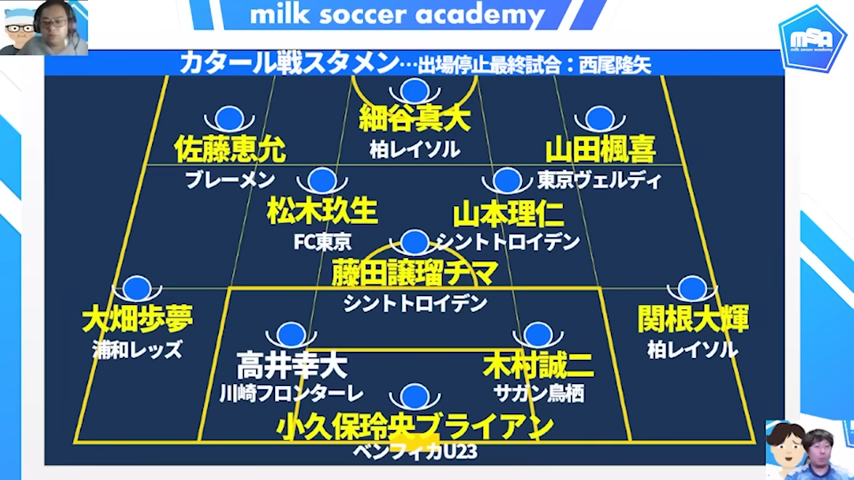 milk soccer academy
MSA
milk soccer academy
カタール戦スタメン…出場停止最終試合：西尾隆矢
細谷真大
柏レイソル
佐藤恵允
ブレーメン
山田楓喜
東京ヴェルディ
松木玖生
FC東京
山本理仁
シントトロイデン
藤田譲瑠チマ
シントトロイデン
大畑歩夢
浦和レッズ
関根大輝
柏レイソル
高井幸大
川崎フロンターレ
木村誠二
サガン鳥栖
小久保玲央ブライアン
ベンフィカU23